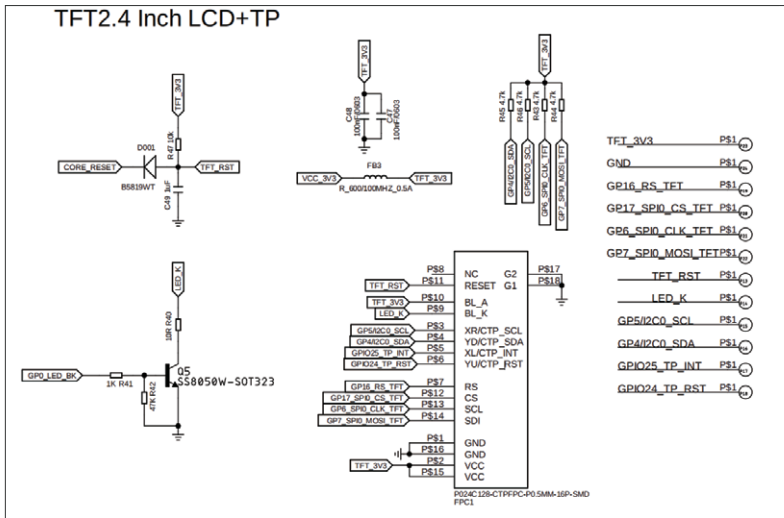 TFT2.4 Inch LCD+TP
TFT_3V3
R47 10k
D001
CORE_RESET
TFT_RST
B5819WT
C49 1uF
TFT_3V3
C48
100nF/0603
C47
100nF/0603
FB3
VCC_3V3
TFT_3V3
R_600/100MHZ_0.5A
TFT_3V3
R45 4.7k
R46 4.7k
R43 4.7k
R44 4.7k
GP4/I2C0_SDA
GP5/I2C0_SCL
GP6_SPI0_CLK_TFT
GP7_SPI0_MOSI_TFT
TFT_3V3 P$1
GND P$1
GP16_RS_TFT P$1
GP17_SPI0_CS_TFT P$1
GP6_SPI0_CLK_TFT P$1
GP7_SPI0_MOSI_TFT P$1
TFT_RST P$1
LED_K P$1
GP5/I2C0_SCL P$1
GP4/I2C0_SDA P$1
GPIO25_TP_INT P$1
GPIO24_TP_RST P$1
LED_K
10R R40
GP0_LED_BK
1K R41
47K R42
Q5
SS8050W-SOT323
P$8 NC G2 P$17
TFT_RST P$11 RESET G1 P$18
TFT_3V3 P$10 BL_A
LED_K P$9 BL_K
GP5/I2C0_SCL P$3 XR/CTP_SCL
GP4/I2C0_SDA P$4 YD/CTP_SDA
GPIO25_TP_INT P$5 XL/CTP_INT
GPIO24_TP_RST P$6 YU/CTP_RST
GP16_RS_TFT P$7 RS
GP17_SPI0_CS_TFT P$12 CS
GP6_SPI0_CLK_TFT P$13 SCL
GP7_SPI0_MOSI_TFT P$14 SDI
P$1 GND
P$16 GND
TFT_3V3 P$2 VCC
P$15 VCC
P024C128-CTPFPC-P0.5MM-16P-SMD
FPC1